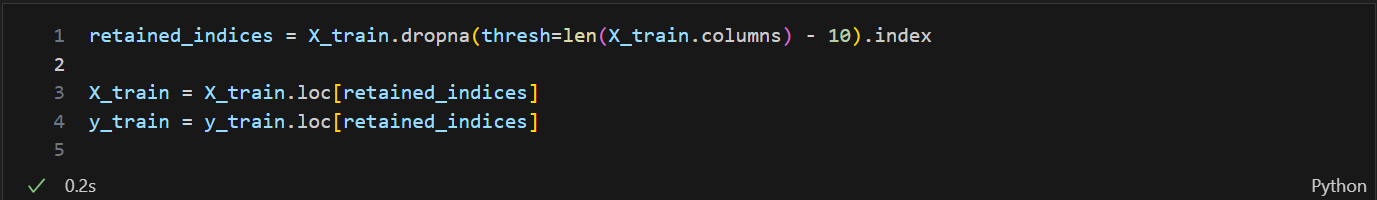 1 retained_indices = X_train.dropna(thresh=len(X_train.columns) - 10).index
2
3 X_train = X_train.loc[retained_indices]
4 y_train = y_train.loc[retained_indices]
5
0.2s Python